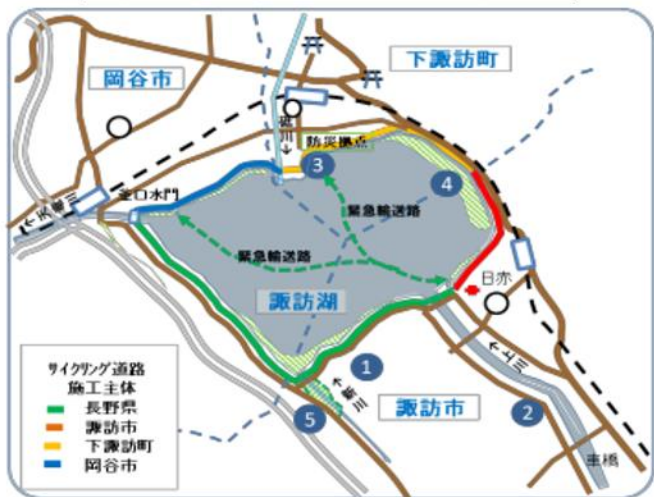 下諏訪町
岡谷市
砥川→
防災拠点
3
4
釜口水門
←天竜川
緊急輸送路
緊急輸送路
日赤
諏訪湖
サイクリング道路
施工主体
長野県
諏訪市
下諏訪町
岡谷市
1
←上川
→新川
諏訪市
2
5
車橋